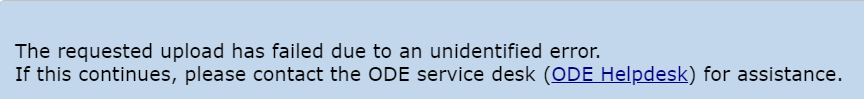 The requested upload has failed due to an unidentified error.
If this continues, please contact the ODE service desk (ODE Helpdesk) for assistance.